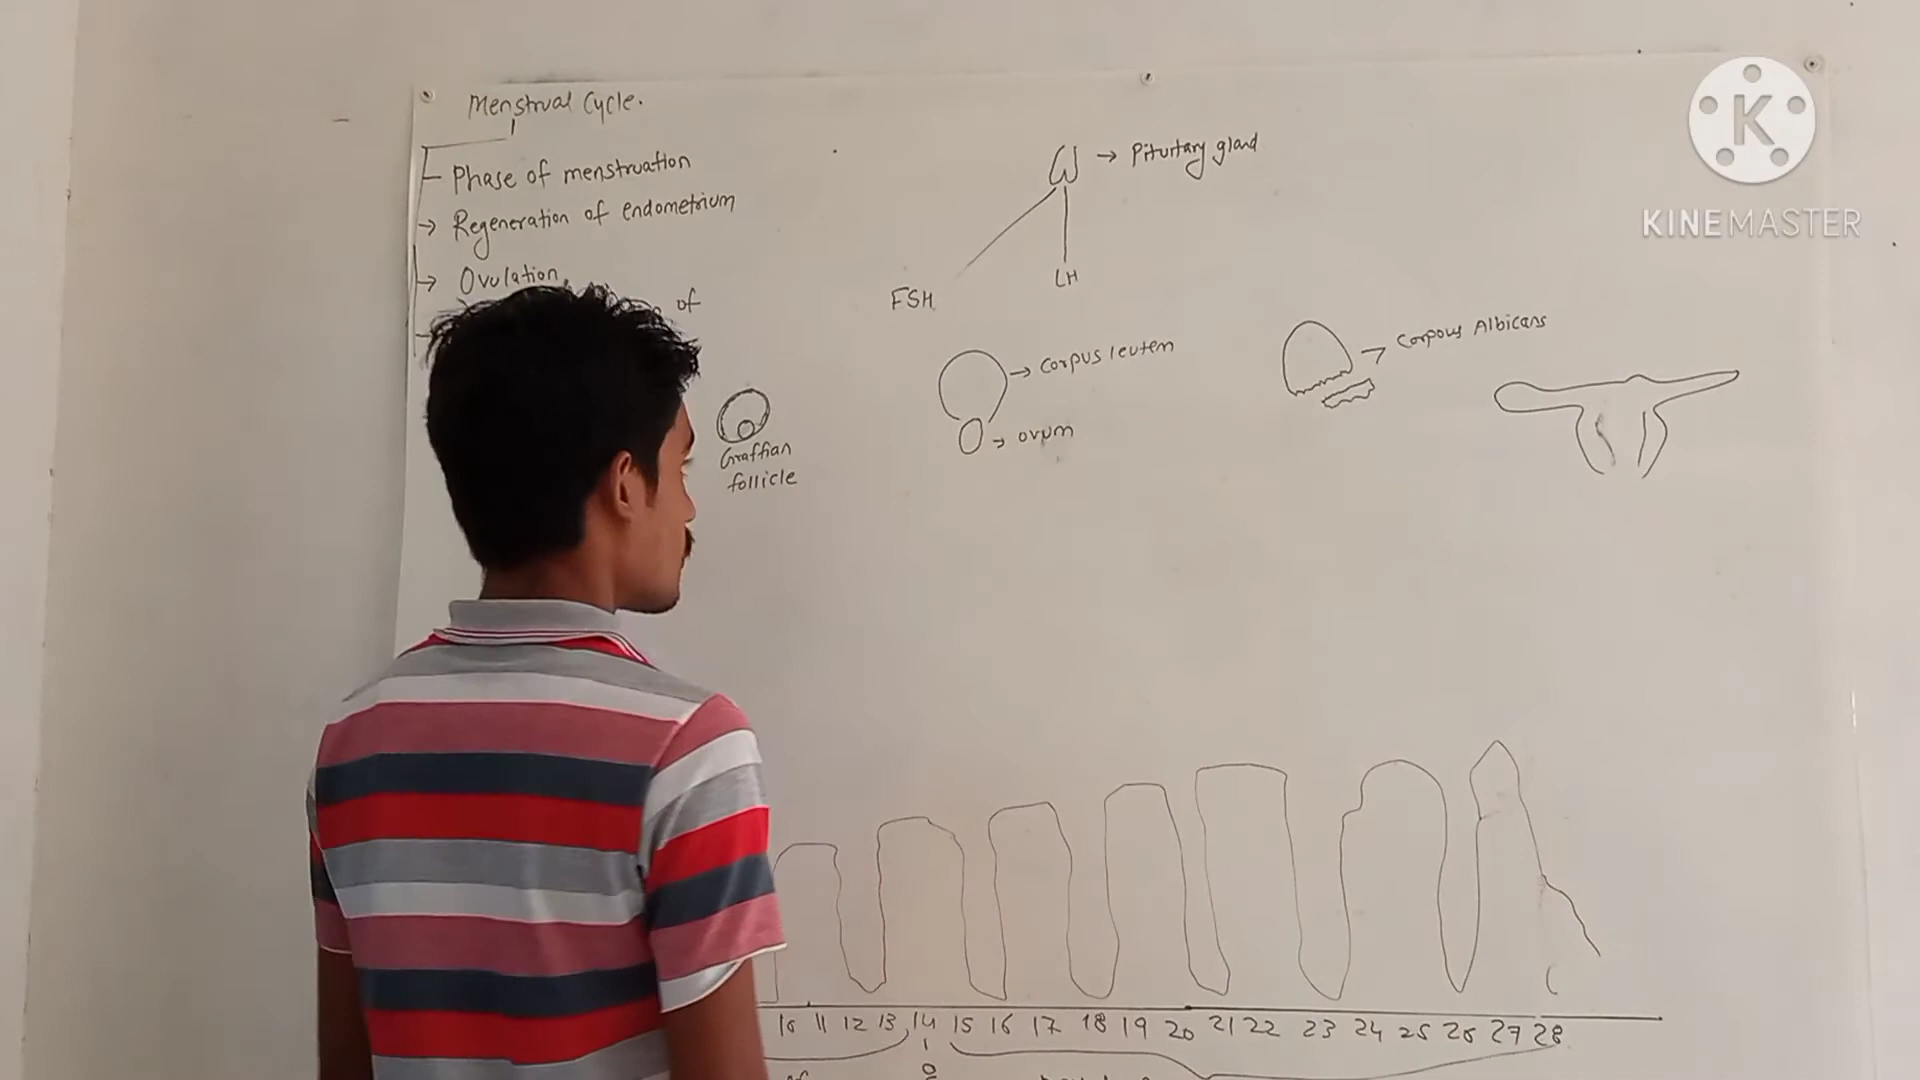 Menstrual Cycle.
Phase of menstruation
→ Regeneration of endometrium
→ Ovulation
of
→ Pituitary gland
FSH
LH
Graffian
follicle
→ Corpus leutem
→ ovum
→ Corpous Albicans
10 11 12 13 14 15 16 17 18 19 20 21 22 23 24 25 26 27 28
K
KINEMASTER